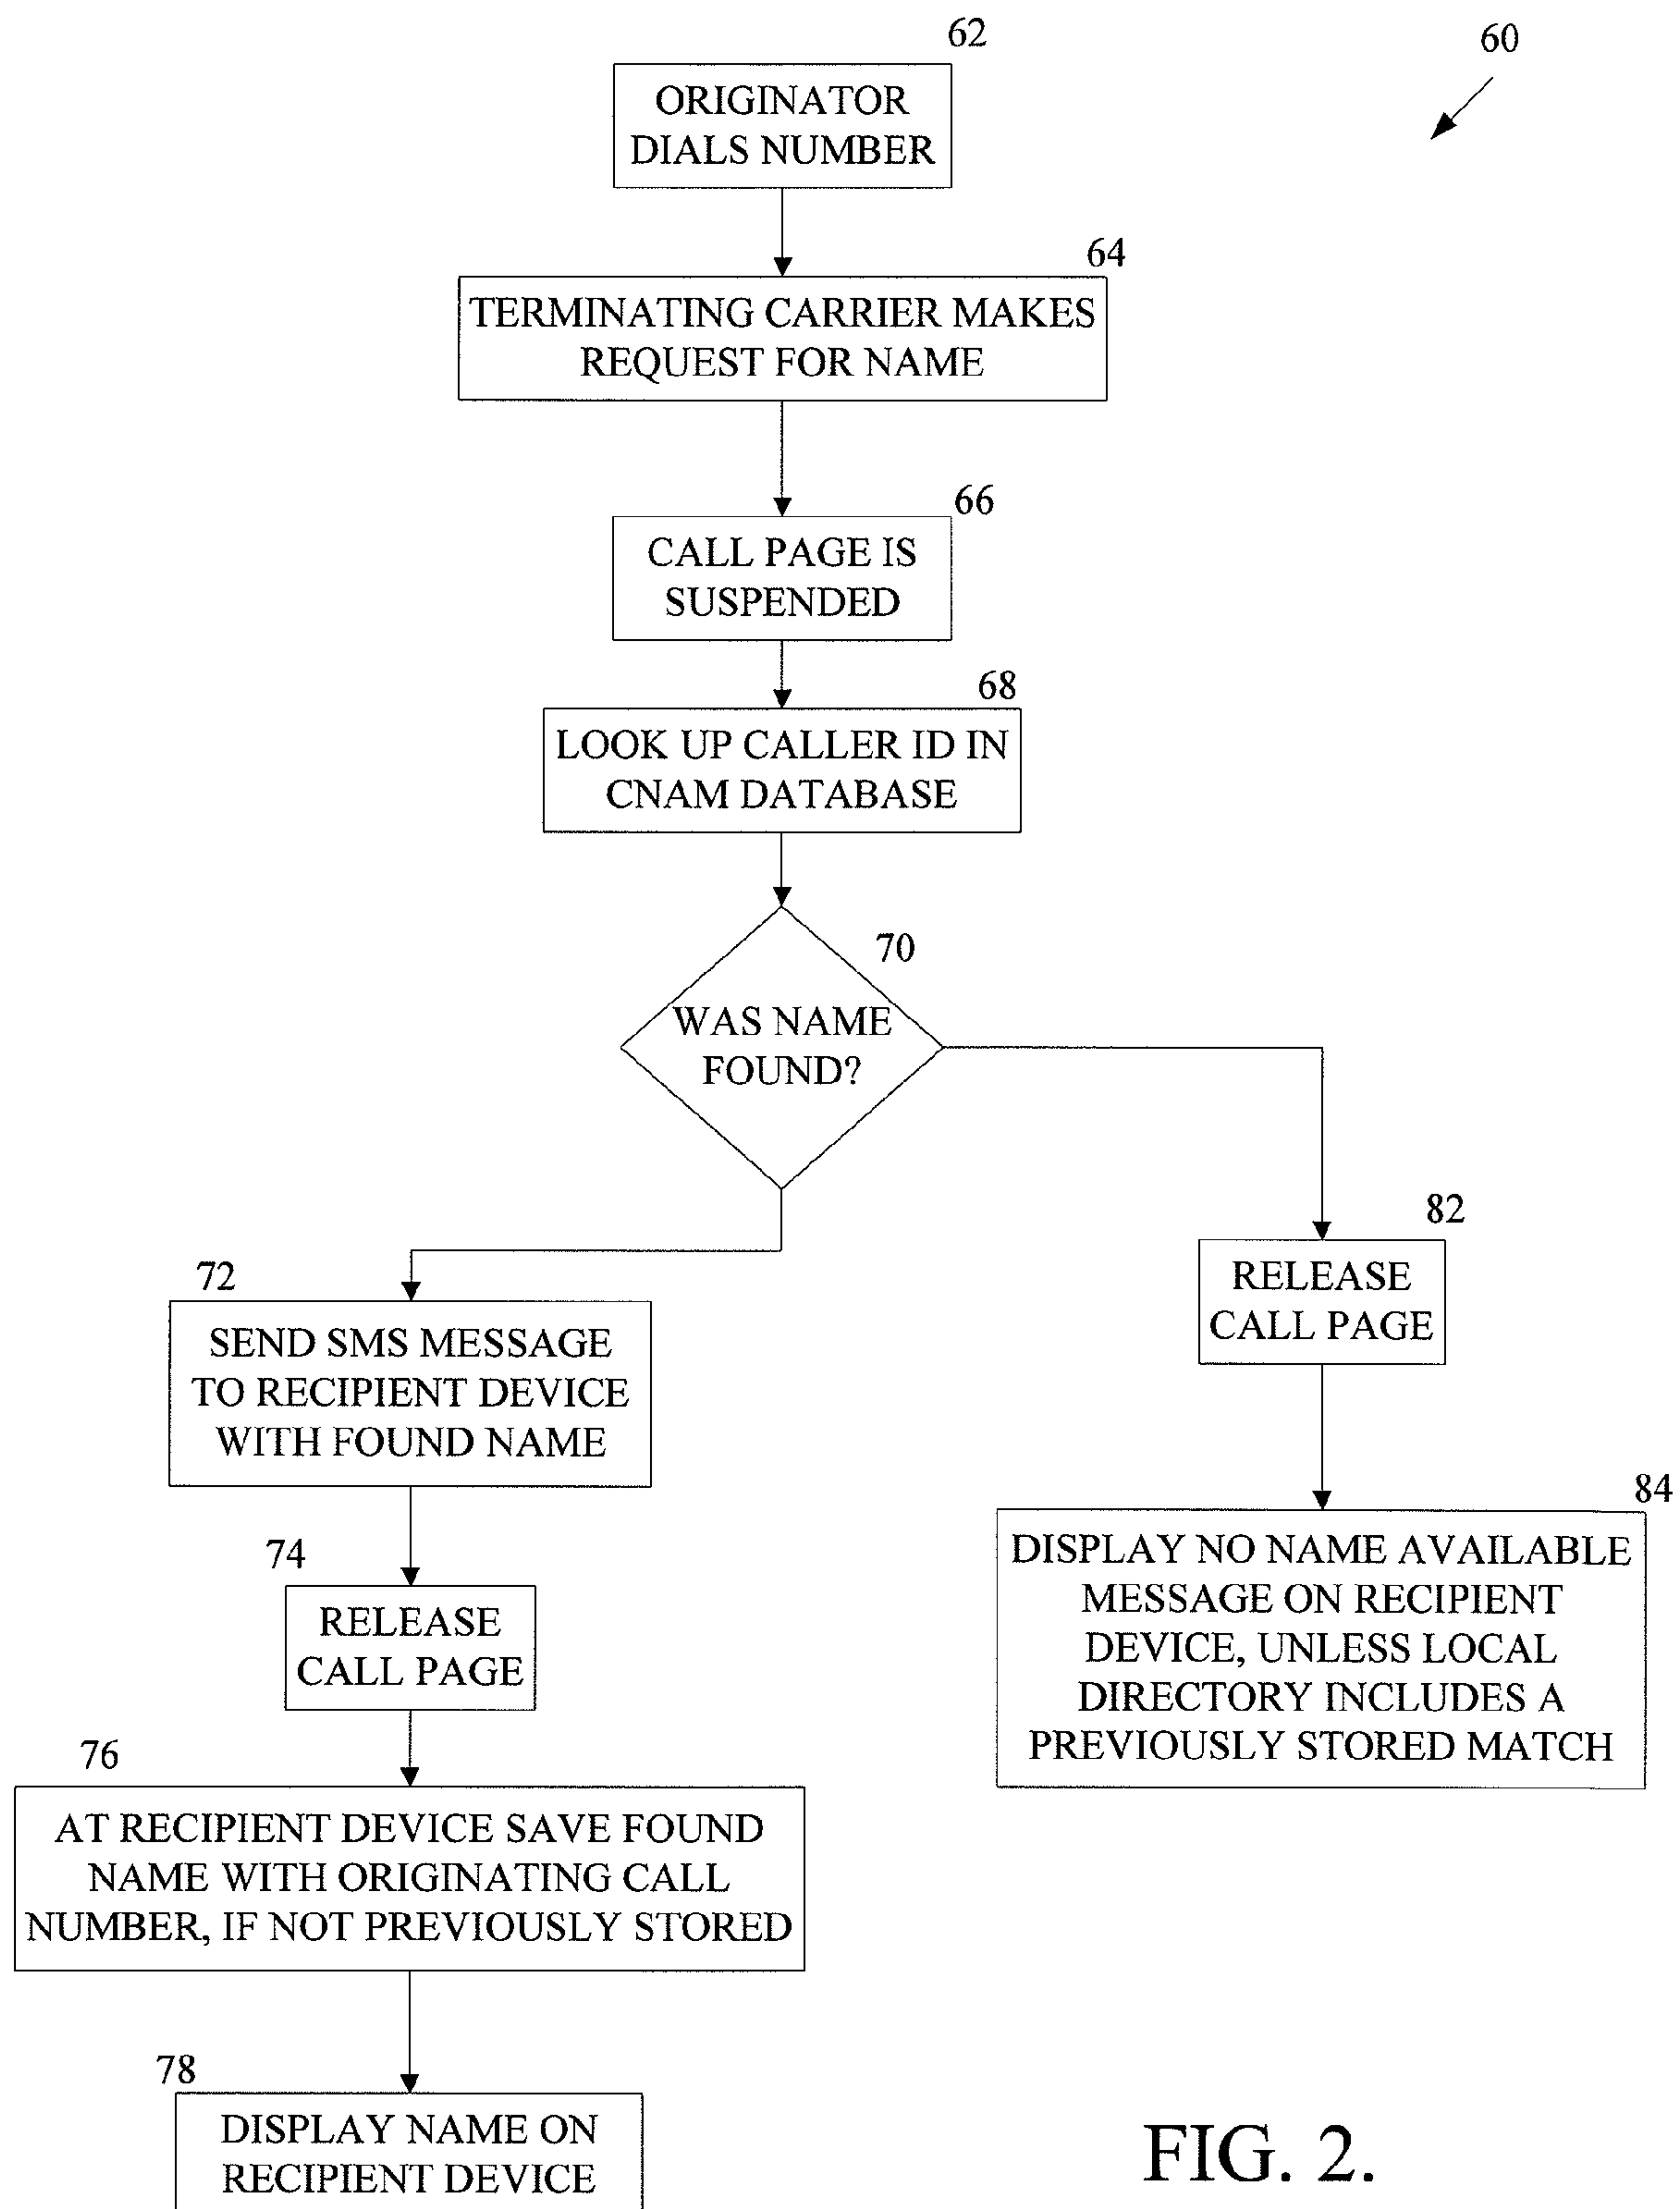 62
60
ORIGINATOR
DIALS NUMBER
64
TERMINATING CARRIER MAKES
REQUEST FOR NAME
66
CALL PAGE IS
SUSPENDED
68
LOOK UP CALLER ID IN
CNAM DATABASE
70
WAS NAME
FOUND?
72
SEND SMS MESSAGE
TO RECIPIENT DEVICE
WITH FOUND NAME
74
RELEASE
CALL PAGE
76
AT RECIPIENT DEVICE SAVE FOUND
NAME WITH ORIGINATING CALL
NUMBER, IF NOT PREVIOUSLY STORED
78
DISPLAY NAME ON
RECIPIENT DEVICE
82
RELEASE
CALL PAGE
84
DISPLAY NO NAME AVAILABLE
MESSAGE ON RECIPIENT
DEVICE, UNLESS LOCAL
DIRECTORY INCLUDES A
PREVIOUSLY STORED MATCH
FIG. 2.